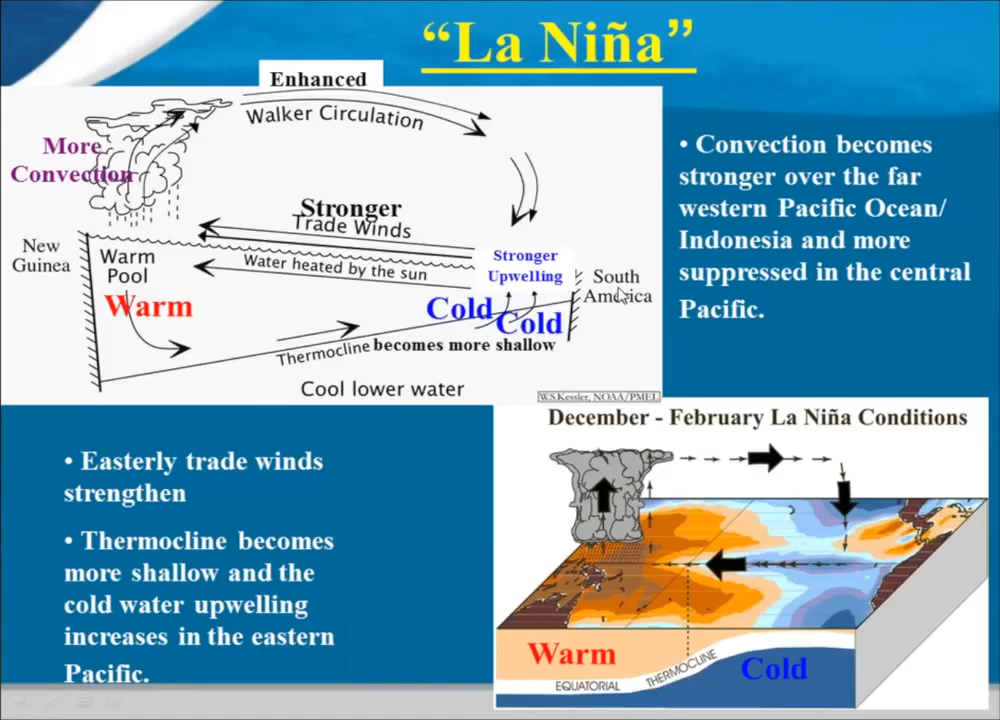 “La Niña”
Enhanced
Walker Circulation
More
Convection
Stronger
Trade Winds
New
Guinea
Warm
Pool
Water heated by the sun
Stronger
Upwelling
South
America
Warm
Cold
Cold
Thermocline becomes more shallow
Cool lower water
W.S.Kessler, NOAA/PMEL
• Convection becomes
stronger over the far
western Pacific Ocean/
Indonesia and more
suppressed in the central
Pacific.
• Easterly trade winds
strengthen
• Thermocline becomes
more shallow and the
cold water upwelling
increases in the eastern
Pacific.
December - February La Niña Conditions
Warm
Cold
EQUATORIAL
THERMOCLINE